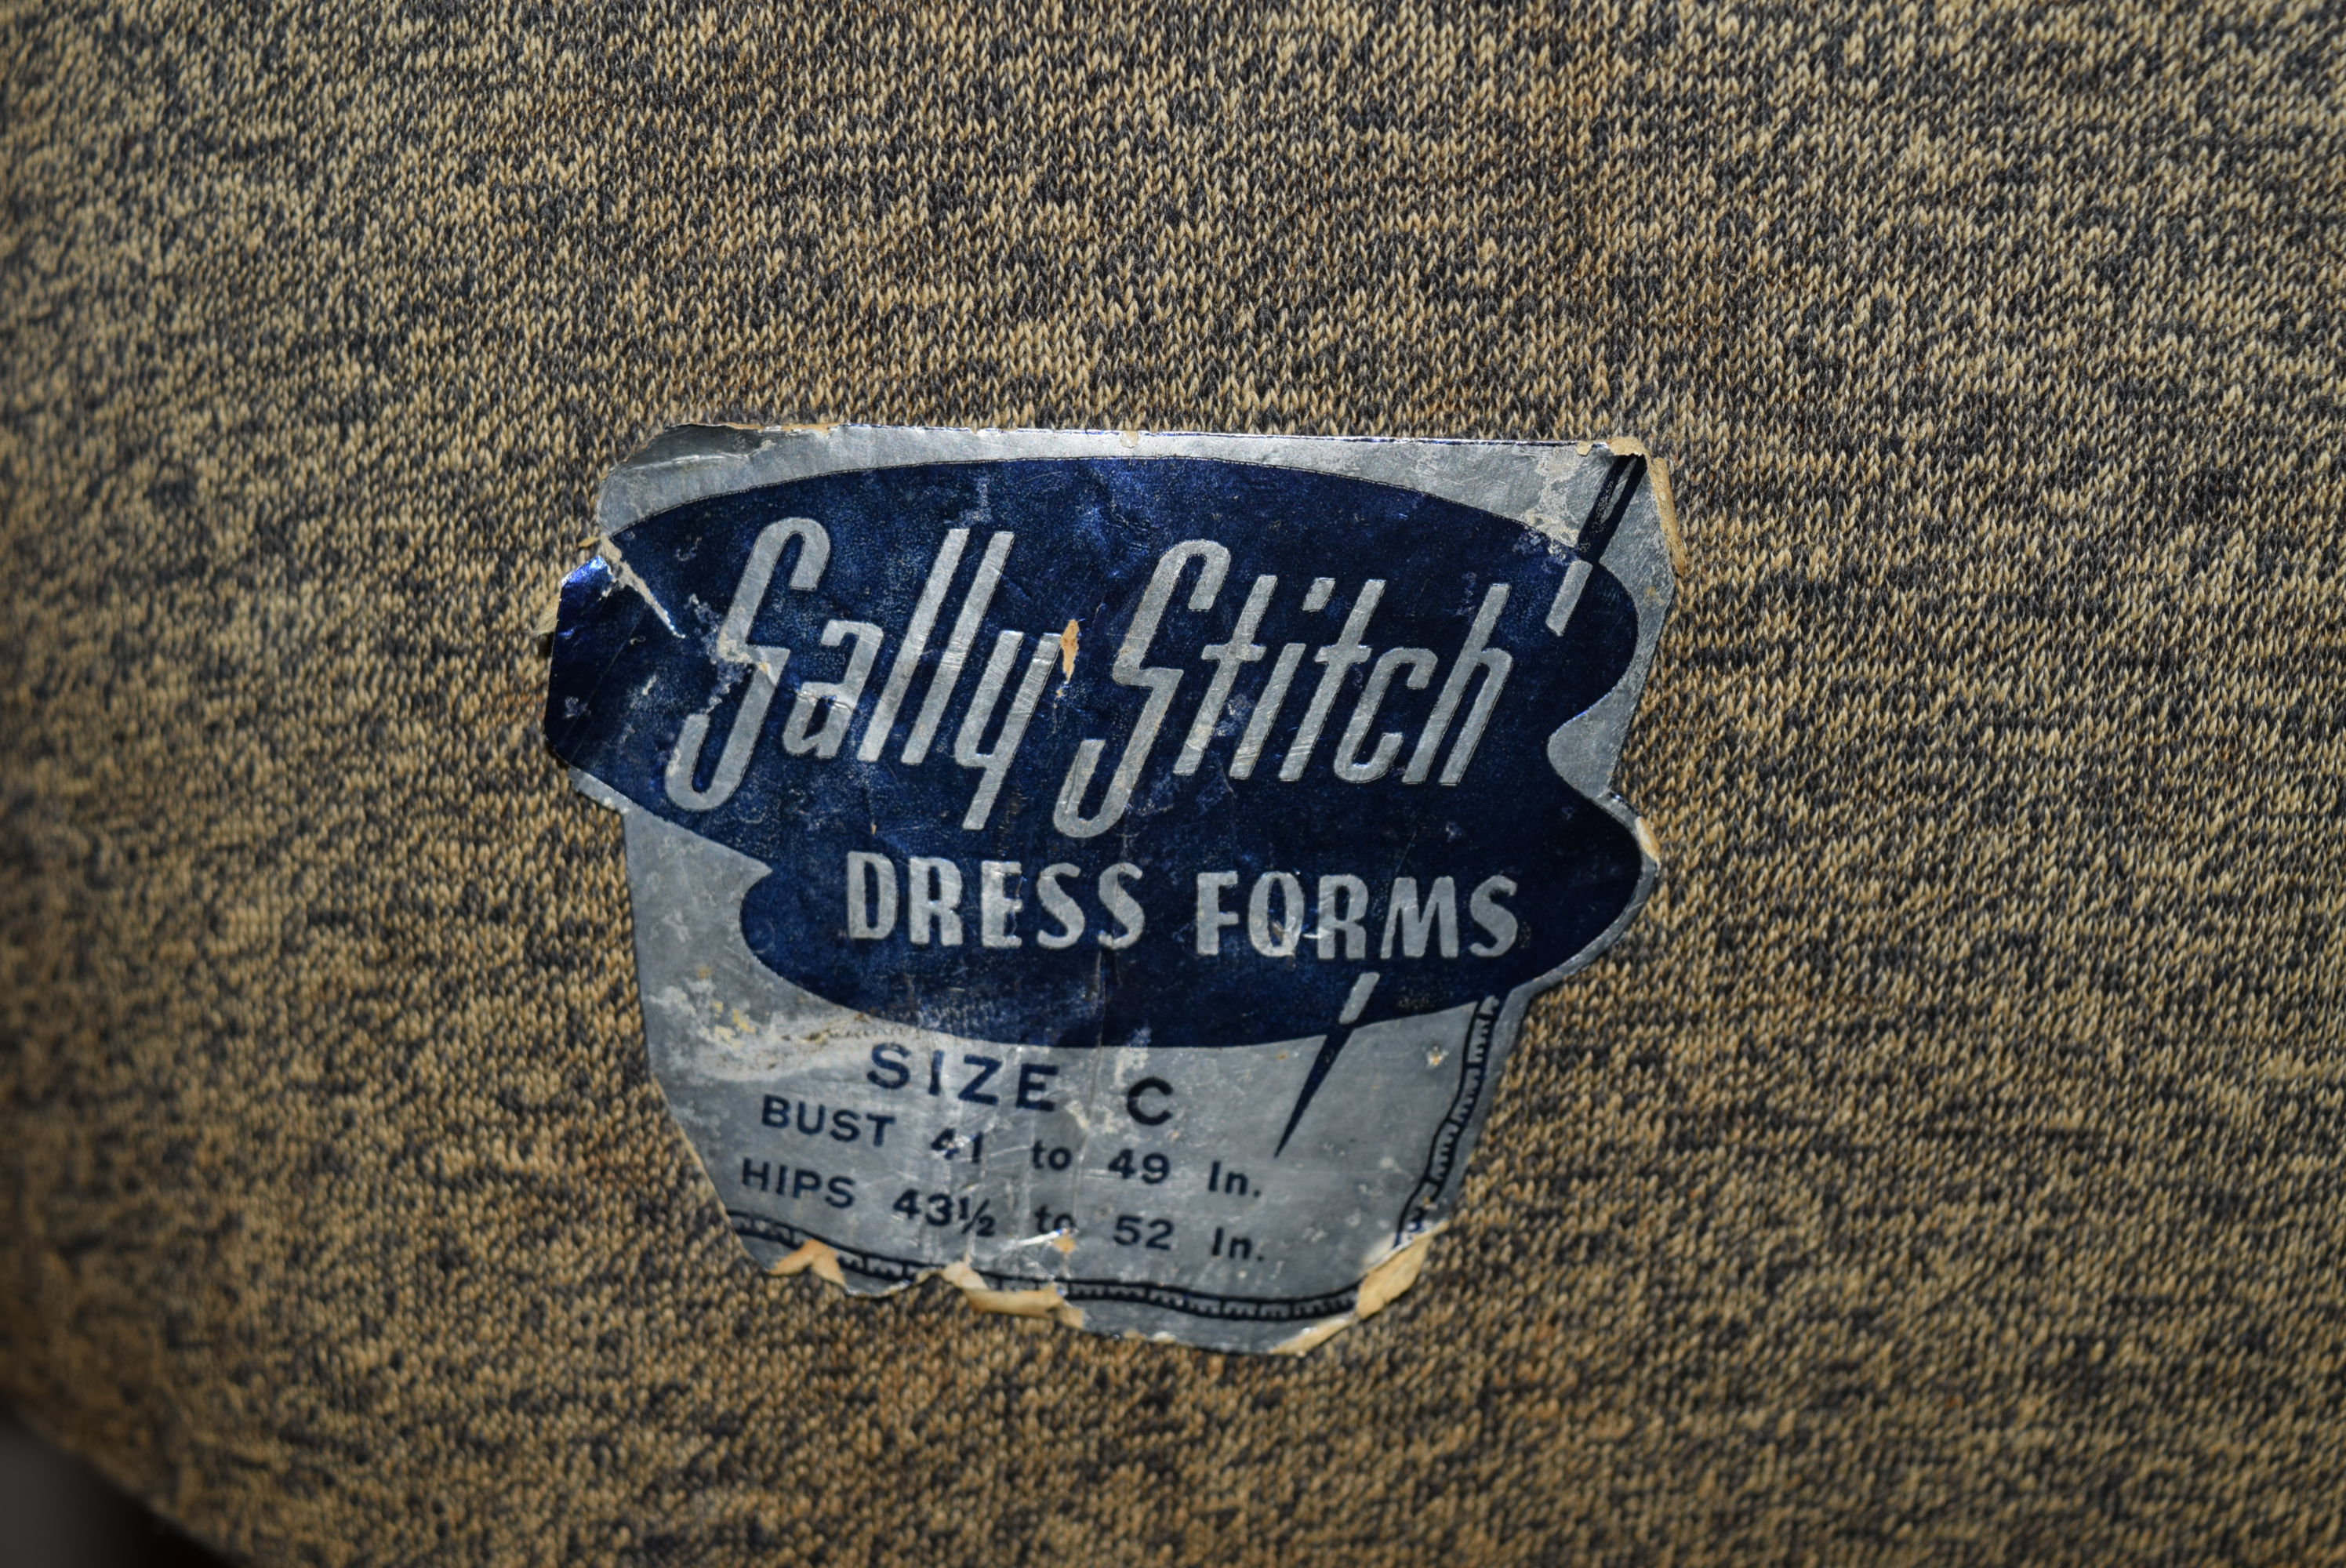 Sally Stitch
DRESS FORMS
SIZE C
BUST 41 to 49 In.
HIPS 43½ to 52 In.